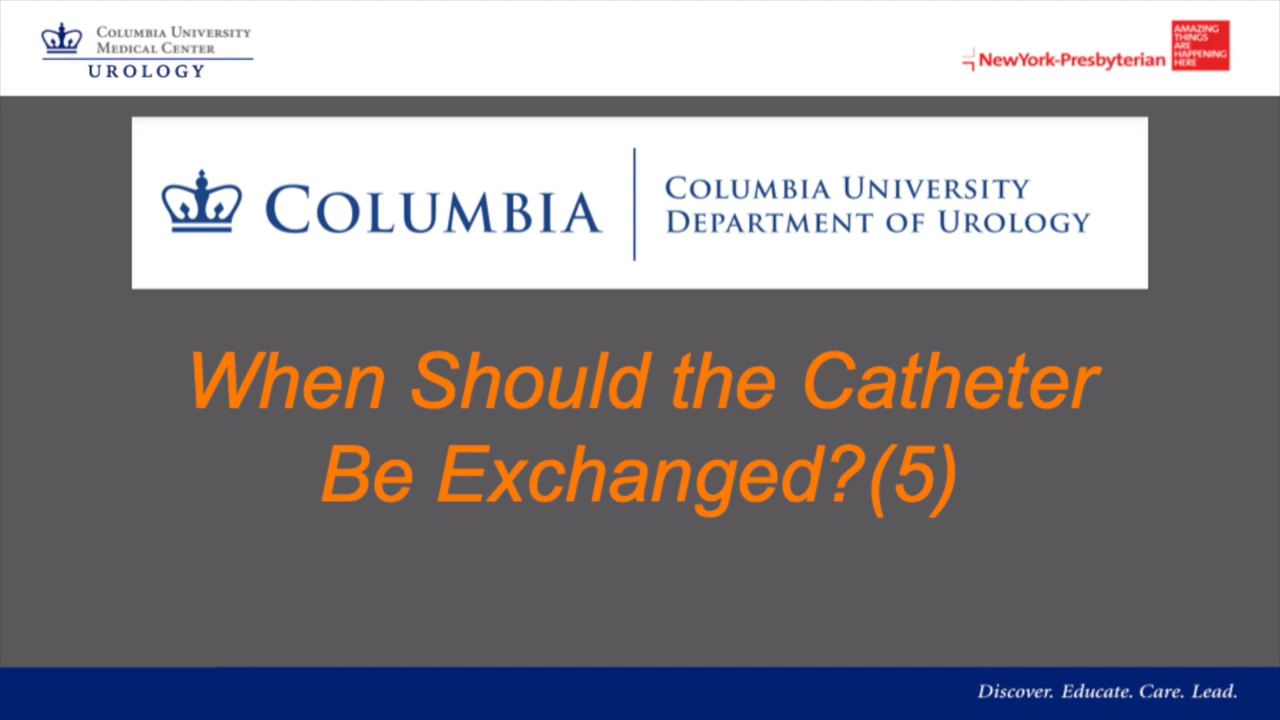 COLUMBIA UNIVERSITY
MEDICAL CENTER
UROLOGY
NewYork-Presbyterian
AMAZING
THINGS
ARE
HAPPENING
HERE
COLUMBIA
COLUMBIA UNIVERSITY
DEPARTMENT OF UROLOGY
When Should the Catheter
Be Exchanged?(5)
Discover. Educate. Care. Lead.